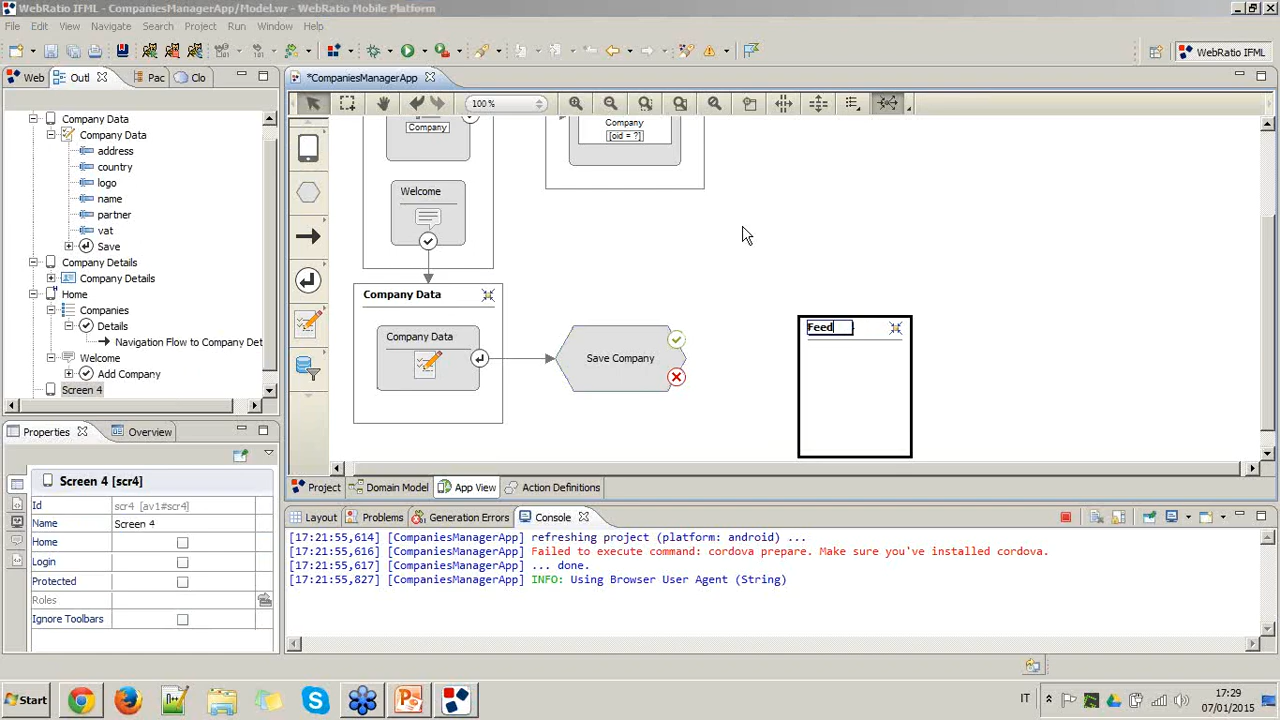 WebRatio IFML - CompaniesManagerApp/Model.wr - WebRatio Mobile Platform
File Edit View Navigate Search Project Run Window Help
WebRatio IFML
Web Outl Pac Clo
*CompaniesManagerApp
100%
Company Data
Company Data
address
country
logo
name
partner
vat
Save
Company Details
Company Details
Home
Companies
Details
Navigation Flow to Company Det
Welcome
Add Company
Screen 4
Company
Company
[oid = ?]
Welcome
Company Data
Company Data
Save Company
Feed
Project Domain Model App View Action Definitions
Properties Overview
Screen 4 [scr4]
Id scr4 [av1#scr4]
Name Screen 4
Home
Login
Protected
Roles
Ignore Toolbars
Layout Problems Generation Errors Console
[17:21:55,614] [CompaniesManagerApp] refreshing project (platform: android) ...
[17:21:55,616] [CompaniesManagerApp] Failed to execute command: cordova prepare. Make sure you've installed cordova.
[17:21:55,617] [CompaniesManagerApp] ... done.
[17:21:55,827] [CompaniesManagerApp] INFO: Using Browser User Agent (String)
Start
IT
17:29
07/01/2015